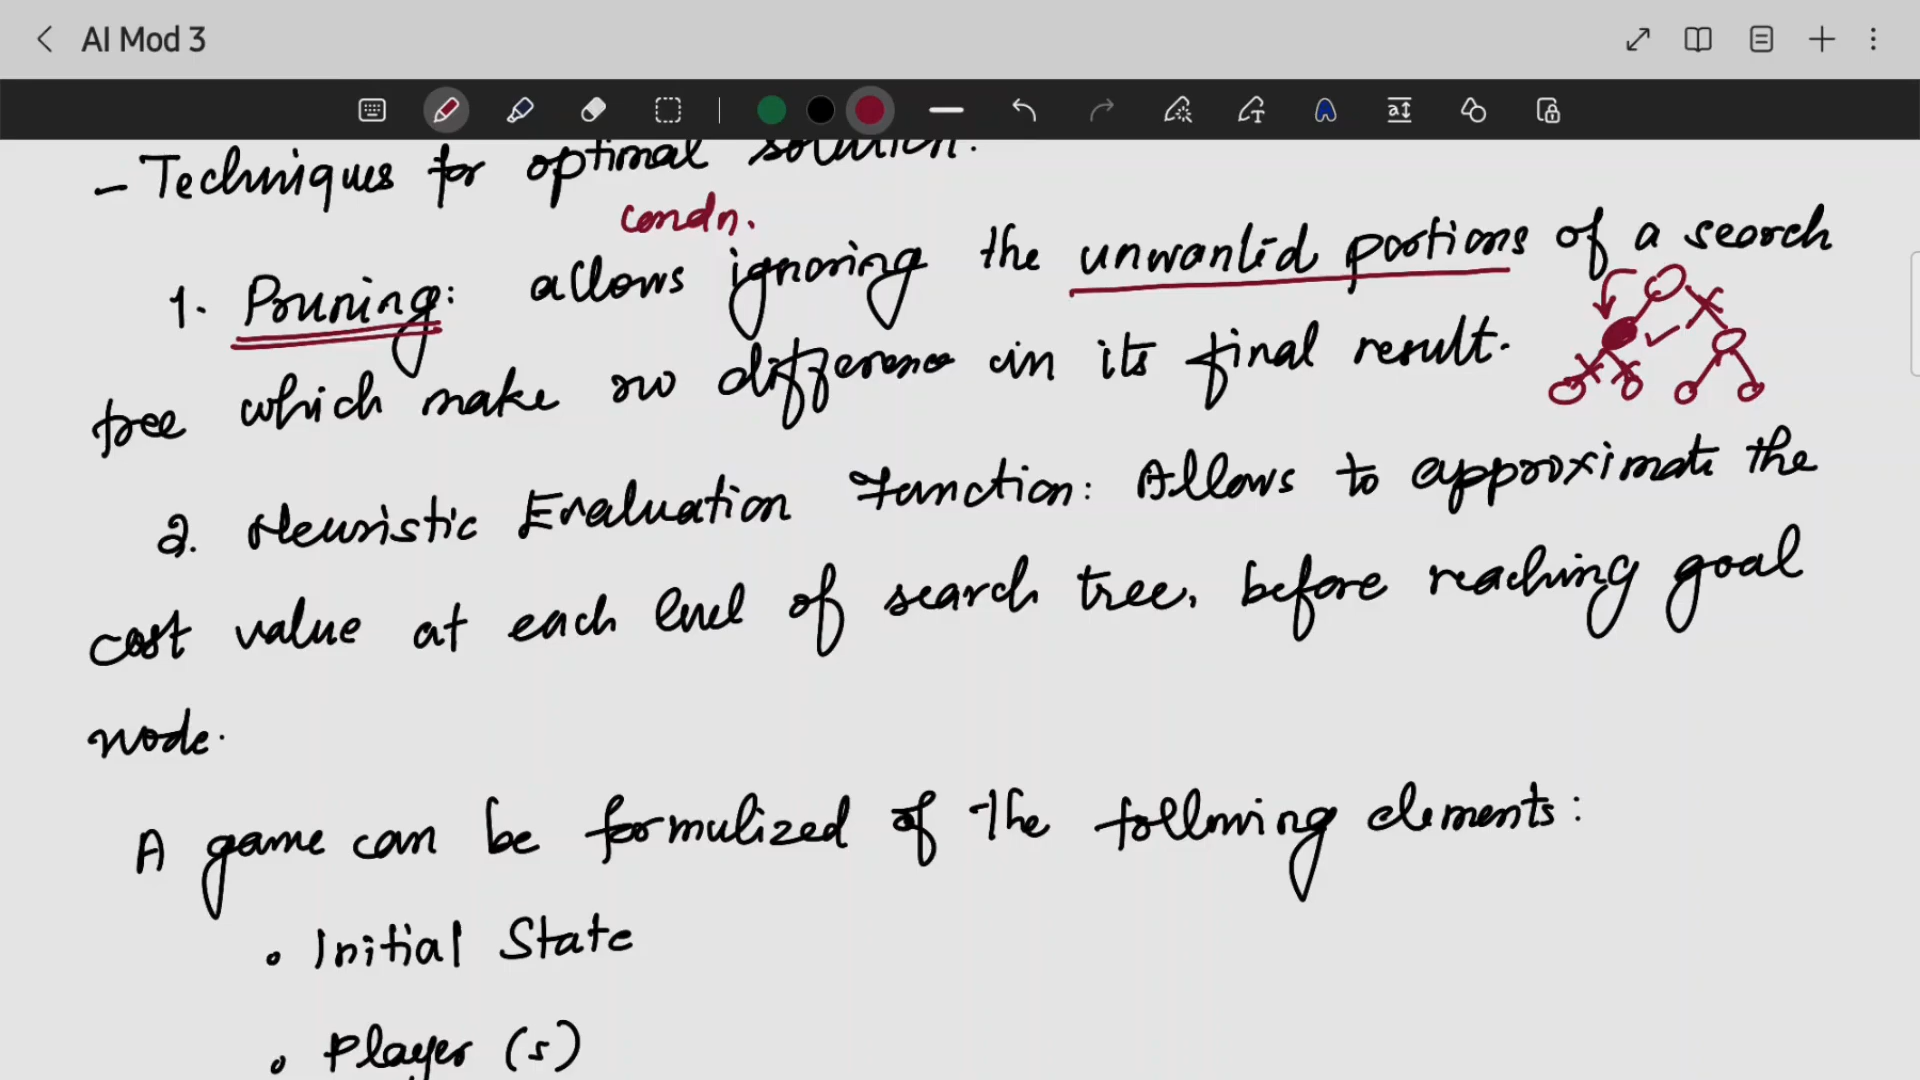 AI Mod 3
- Techniques for optimal solution.
condn.
1. Pruning: allows ignoring the unwantid portions of a search
tree which make no difference in its final result.
2. Heuristic Evaluation Function: Allows to approximate the
cost value at each level of search tree, before reaching goal
node.
A game can be formulized of the following elements:
• Initial State
• Player (s)